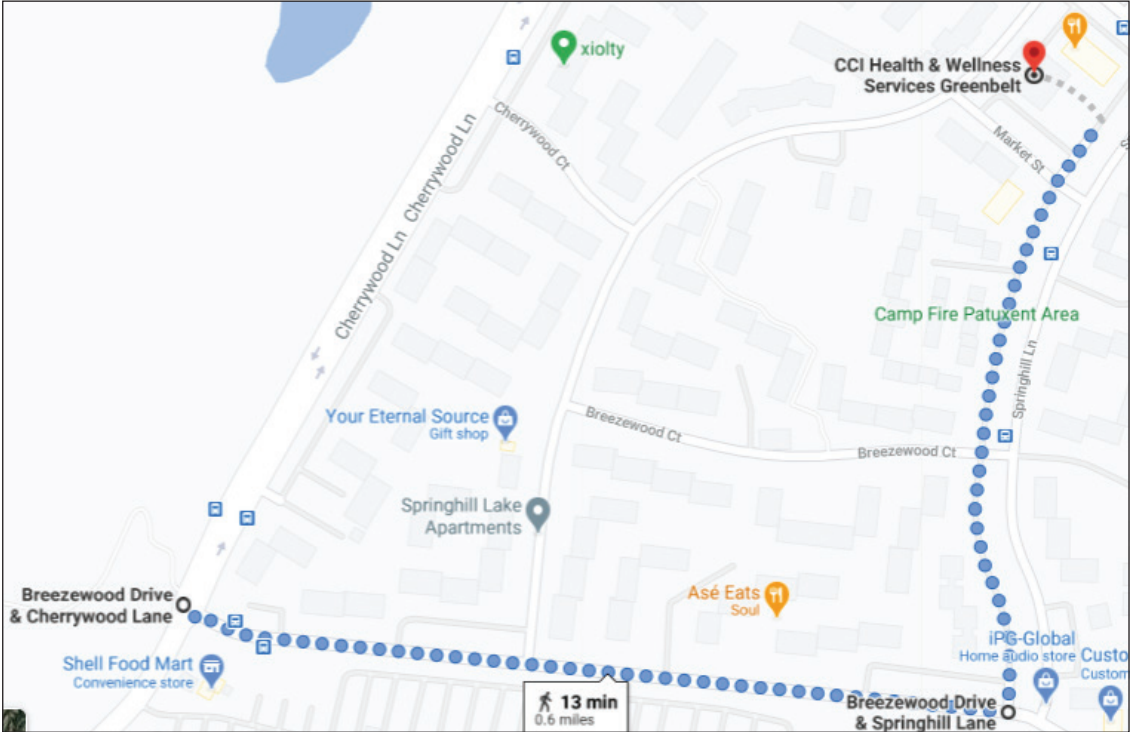 xiolty
CCI Health & Wellness
Services Greenbelt
Cherrywood Ln
Cherrywood Ct
Market St
Cherrywood Ln
Camp Fire Patuxent Area
Springhill Ln
Your Eternal Source
Gift shop
Breezewood Ct
Breezewood Ct
Springhill Lake
Apartments
Breezewood Drive
& Cherrywood Lane
Asé Eats
Soul
iPG-Global
Home audio store
Custo
Custom
Shell Food Mart
Convenience store
13 min
0.6 miles
Breezewood Drive
& Springhill Lane